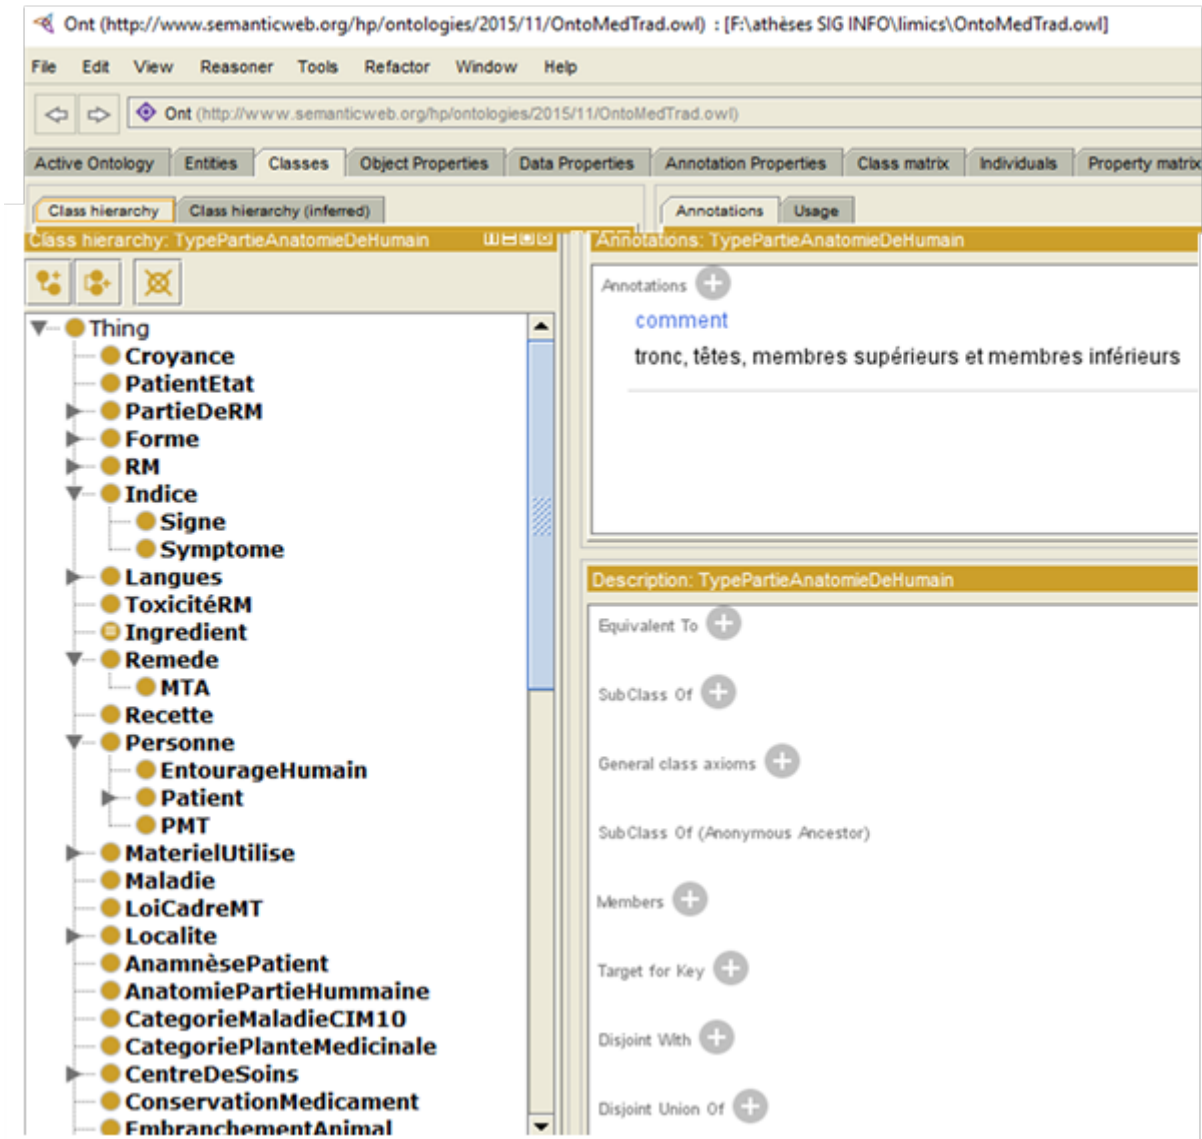 Ont (http://www.semanticweb.org/hp/ontologies/2015/11/OntoMedTrad.owl) : [F:\athèses SIG INFO\limics\OntoMedTrad.owl]
File Edit View Reasoner Tools Refactor Window Help
Ont (http://www.semanticweb.org/hp/ontologies/2015/11/OntoMedTrad.owl)
Active Ontology Entities Classes Object Properties Data Properties Annotation Properties Class matrix Individuals Property matrix
Class hierarchy Class hierarchy (inferred)
Class hierarchy: TypePartieAnatomieDeHumain
Thing
Croyance
PatientEtat
PartieDeRM
Forme
RM
Indice
Signe
Symptome
Langues
ToxicitéRM
Ingredient
Remede
MTA
Recette
Personne
EntourageHumain
Patient
PMT
MaterielUtilise
Maladie
LoiCadreMT
Localite
AnamnèsePatient
AnatomiePartieHummaine
CategorieMaladieCIM10
CategoriePlanteMedicinale
CentreDeSoins
ConservationMedicament
EmbranchementAnimal
Annotations Usage
Annotations: TypePartieAnatomieDeHumain
Annotations
comment
tronc, têtes, membres supérieurs et membres inférieurs
Description: TypePartieAnatomieDeHumain
Equivalent To
SubClass Of
General class axioms
SubClass Of (Anonymous Ancestor)
Members
Target for Key
Disjoint With
Disjoint Union Of